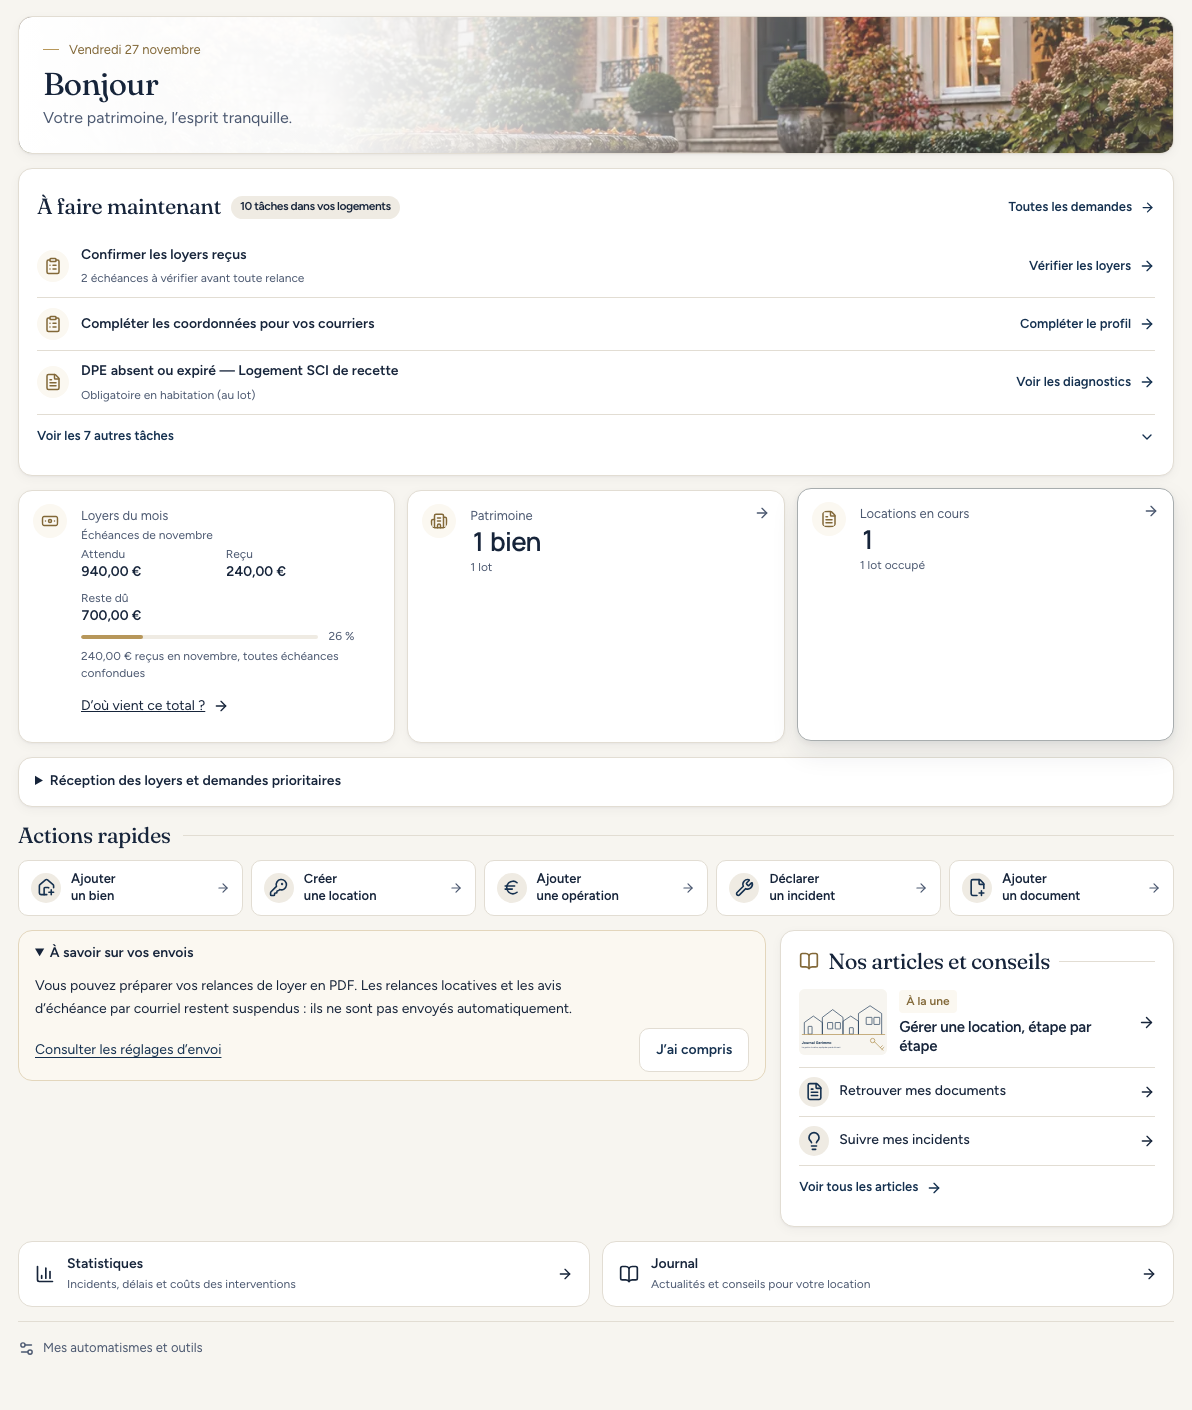 Vendredi 27 novembre
Bonjour
Votre patrimoine, l’esprit tranquille.
À faire maintenant
10 tâches dans vos logements
Toutes les demandes
Confirmer les loyers reçus
2 échéances à vérifier avant toute relance
Vérifier les loyers
Compléter les coordonnées pour vos courriers
Compléter le profil
DPE absent ou expiré — Logement SCI de recette
Obligatoire en habitation (au lot)
Voir les diagnostics
Voir les 7 autres tâches
Loyers du mois
Échéances de novembre
Attendu
940,00 €
Reçu
240,00 €
Reste dû
700,00 €
26 %
240,00 € reçus en novembre, toutes échéances
confondues
D’où vient ce total ?
Patrimoine
1 bien
1 lot
Locations en cours
1
1 lot occupé
Réception des loyers et demandes prioritaires
Actions rapides
Ajouter
un bien
Créer
une location
Ajouter
une opération
Déclarer
un incident
Ajouter
un document
À savoir sur vos envois
Vous pouvez préparer vos relances de loyer en PDF. Les relances locatives et les avis
d’échéance par courriel restent suspendus : ils ne sont pas envoyés automatiquement.
Consulter les réglages d’envoi
J’ai compris
Nos articles et conseils
À la une
Gérer une location, étape par
étape
Retrouver mes documents
Suivre mes incidents
Voir tous les articles
Statistiques
Incidents, délais et coûts des interventions
Journal
Actualités et conseils pour votre location
Mes automatismes et outils